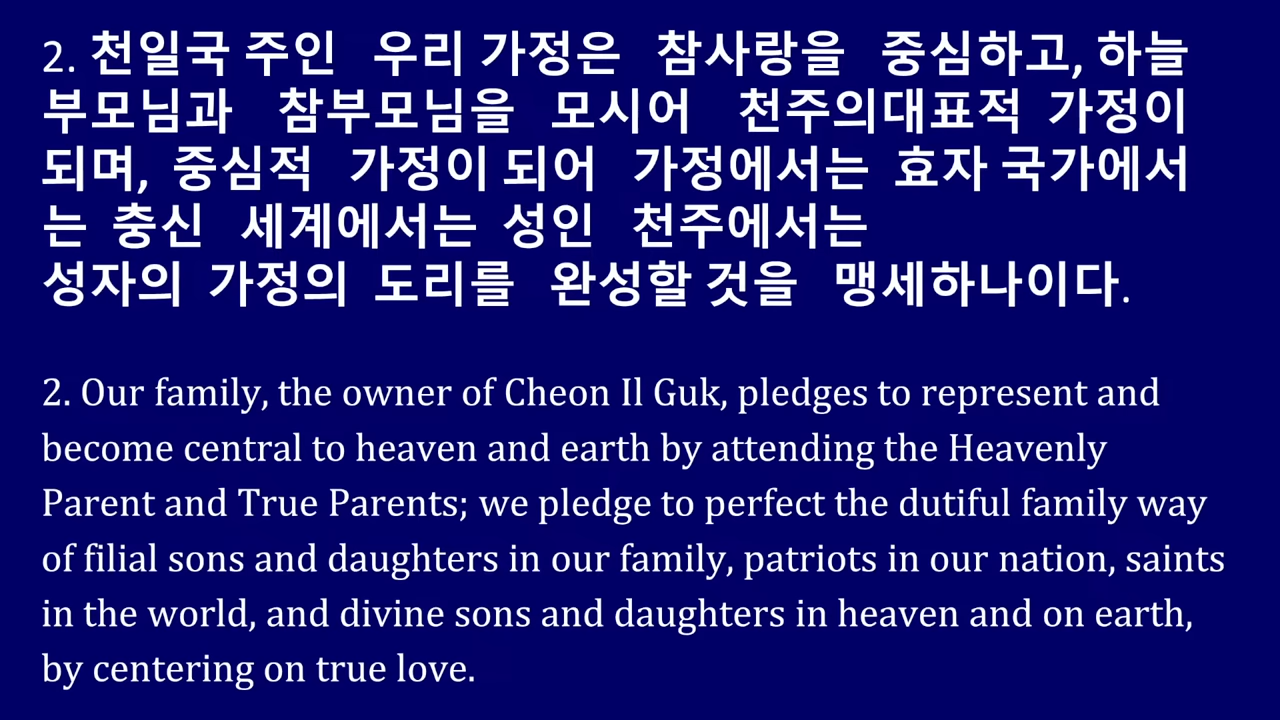 2. 천일국 주인 우리 가정은 참사랑을 중심하고, 하늘
부모님과 참부모님을 모시어 천주의대표적 가정이
되며, 중심적 가정이 되어 가정에서는 효자 국가에서
는 충신 세계에서는 성인 천주에서는
성자의 가정의 도리를 완성할 것을 맹세하나이다.
2. Our family, the owner of Cheon Il Guk, pledges to represent and
become central to heaven and earth by attending the Heavenly
Parent and True Parents; we pledge to perfect the dutiful family way
of filial sons and daughters in our family, patriots in our nation, saints
in the world, and divine sons and daughters in heaven and on earth,
by centering on true love.